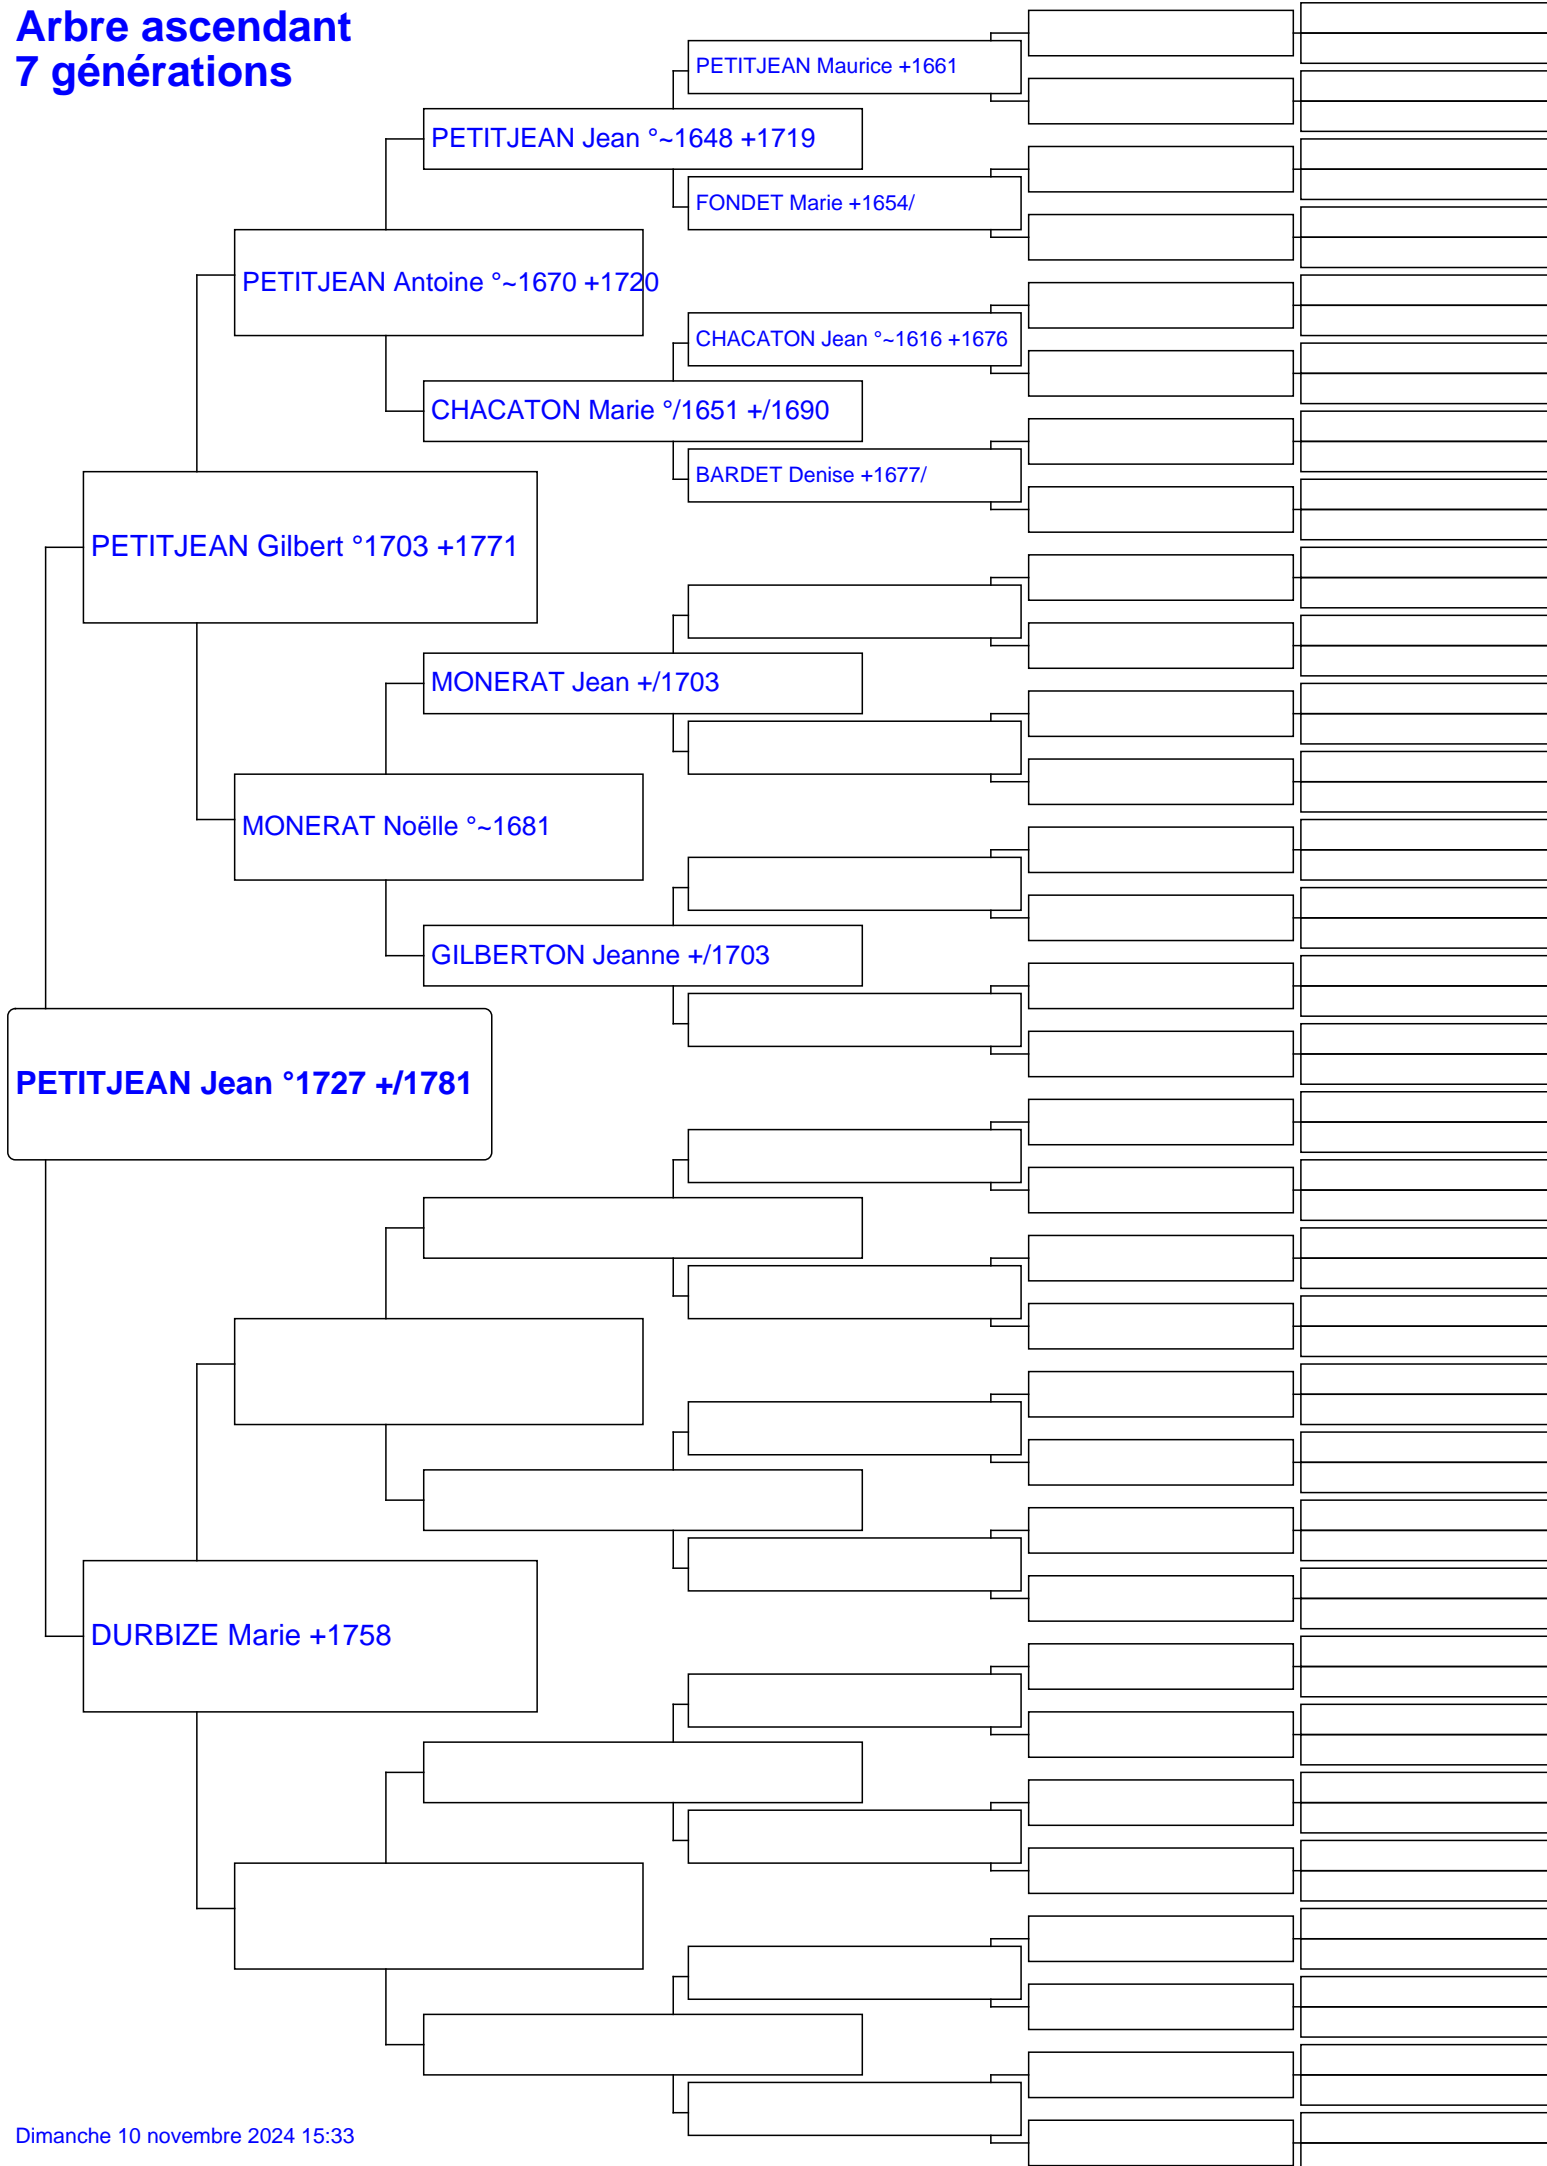 Arbre ascendant
7 générations
PETITJEAN Maurice +1661
PETITJEAN Jean °~1648 +1719
FONDET Marie +1654/
PETITJEAN Antoine °~1670 +1720
CHACATON Jean °~1616 +1676
CHACATON Marie °/1651 +/1690
BARDET Denise +1677/
PETITJEAN Gilbert °1703 +1771
MONERAT Jean +/1703
MONERAT Noëlle °~1681
GILBERTON Jeanne +/1703
PETITJEAN Jean °1727 +/1781
DURBIZE Marie +1758
Dimanche 10 novembre 2024 15:33